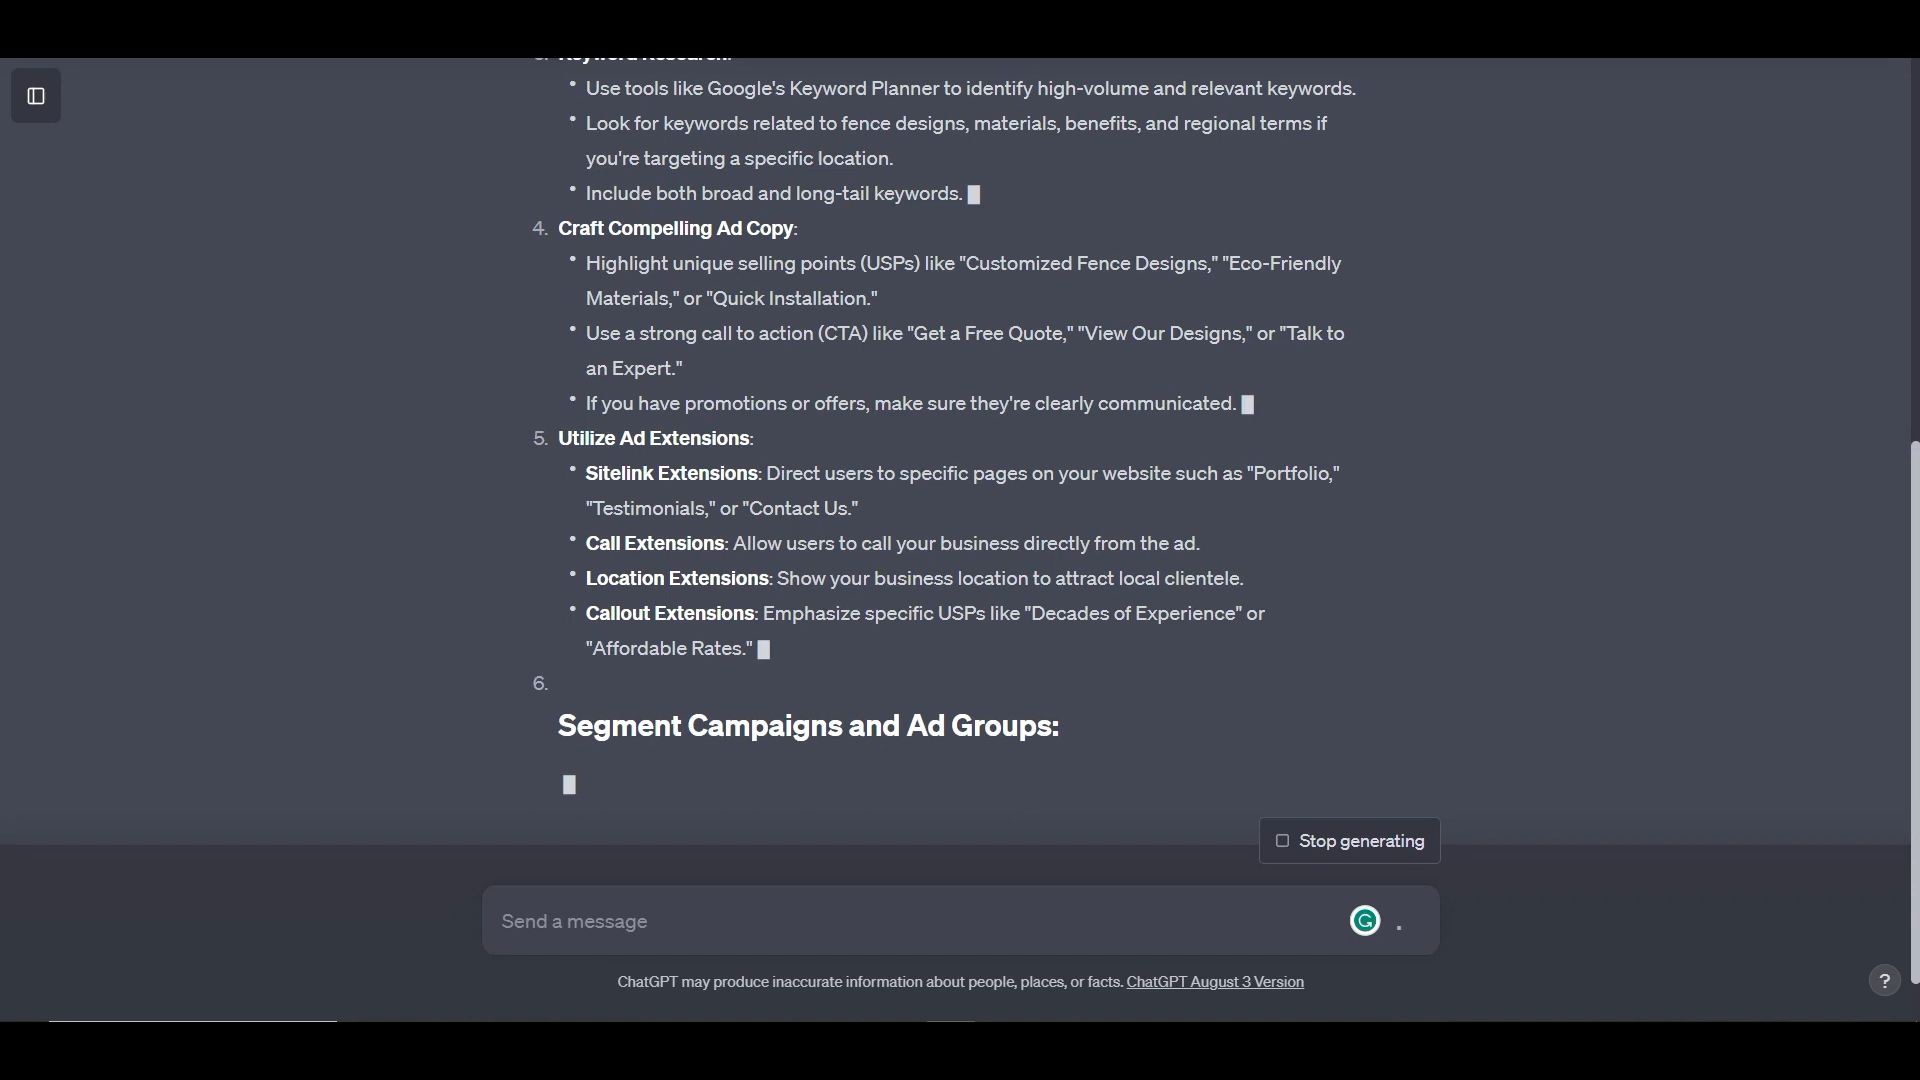 3. Keyword Research:
Use tools like Google's Keyword Planner to identify high-volume and relevant keywords.
Look for keywords related to fence designs, materials, benefits, and regional terms if
you're targeting a specific location.
Include both broad and long-tail keywords.
4. Craft Compelling Ad Copy:
Highlight unique selling points (USPs) like "Customized Fence Designs," "Eco-Friendly
Materials," or "Quick Installation."
Use a strong call to action (CTA) like "Get a Free Quote," "View Our Designs," or "Talk to
an Expert."
If you have promotions or offers, make sure they're clearly communicated.
5. Utilize Ad Extensions:
Sitelink Extensions: Direct users to specific pages on your website such as "Portfolio,"
"Testimonials," or "Contact Us."
Call Extensions: Allow users to call your business directly from the ad.
Location Extensions: Show your business location to attract local clientele.
Callout Extensions: Emphasize specific USPs like "Decades of Experience" or
"Affordable Rates."
6.
Segment Campaigns and Ad Groups:
Stop generating
Send a message
ChatGPT may produce inaccurate information about people, places, or facts. ChatGPT August 3 Version
?